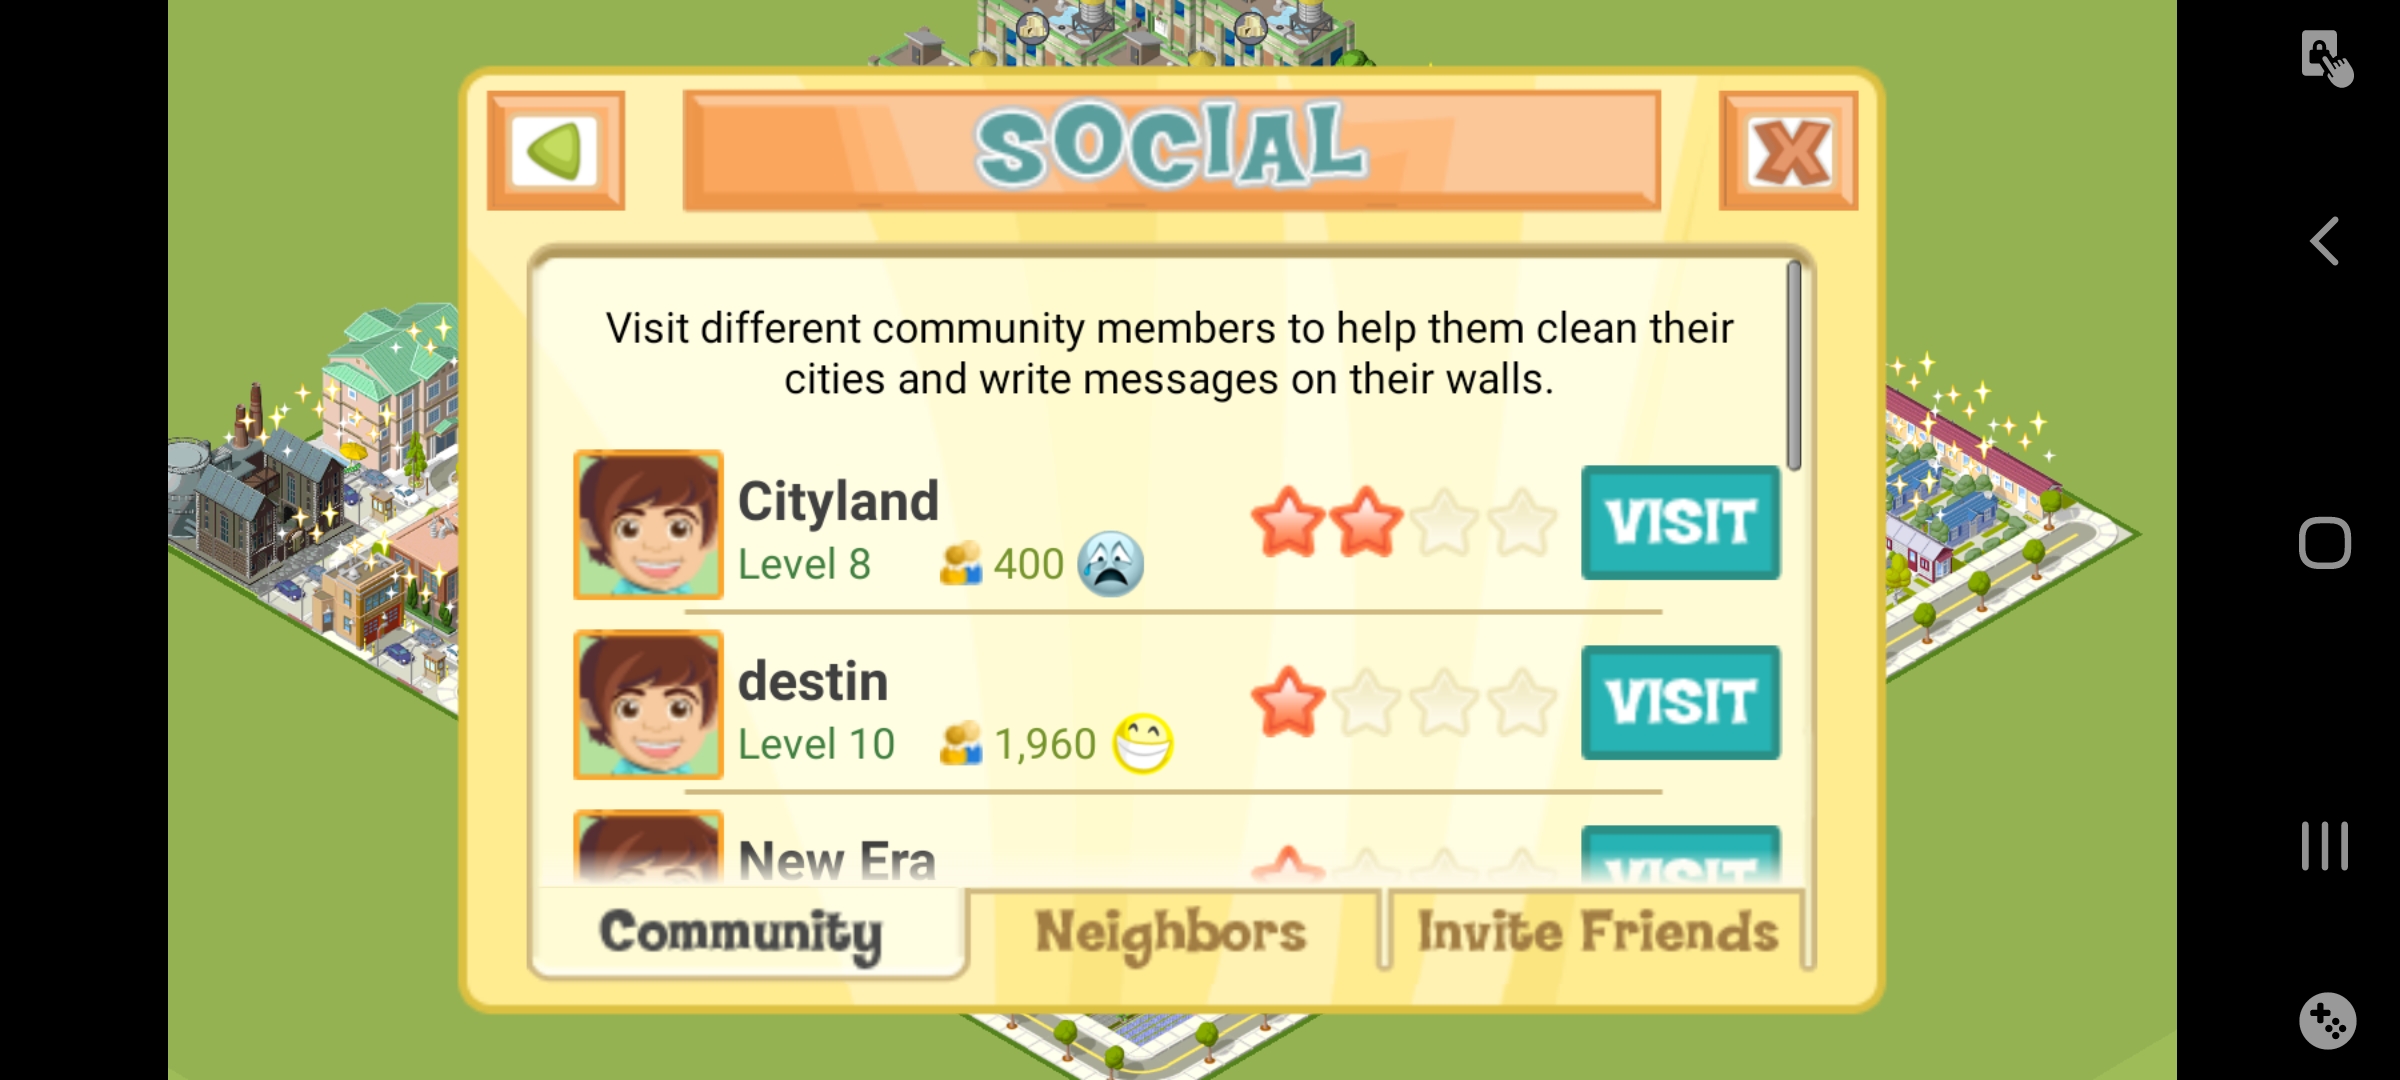 SOCIAL
Visit different community members to help them clean their
cities and write messages on their walls.
Cityland
Level 8 400
VISIT
destin
Level 10 1,960
VISIT
New Era
VISIT
Community Neighbors Invite Friends